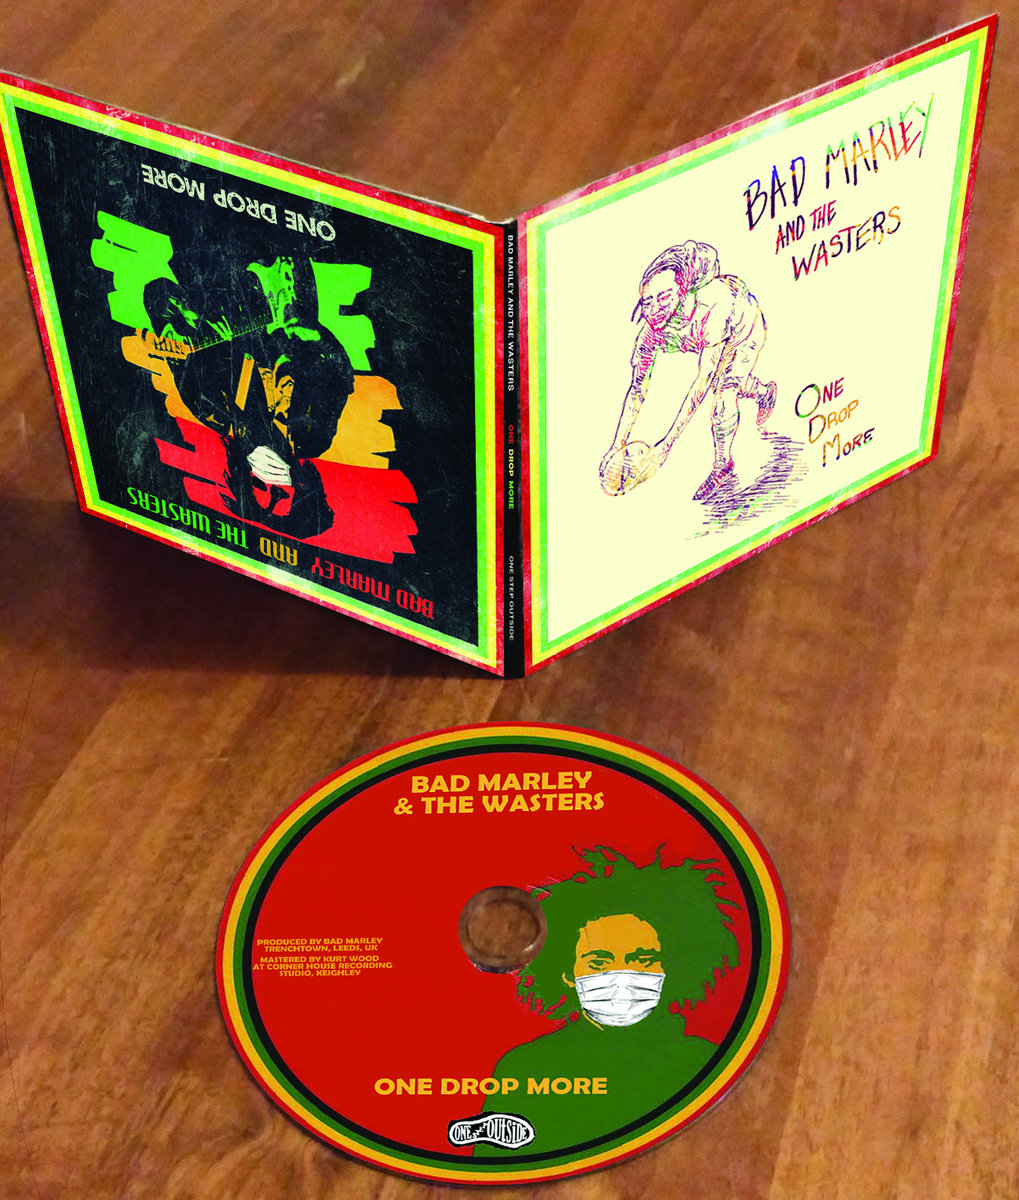 ONE DROP MORE
BAD MARLEY AND THE WASTERS
BAD MARLEY AND THE WASTERS ONE DROP MORE ONE STEP OUTSIDE
BAD MARLEY
AND THE
WASTERS
ONE
DROP
MORE
BAD MARLEY
& THE WASTERS
PRODUCED BY BAD MARLEY
TRENCHTOWN, LEEDS, UK
MASTERED BY KURT WOOD
AT CORNER HOUSE RECORDING
STUDIO, KEIGHLEY
ONE DROP MORE
ONE STEP OUTSIDE